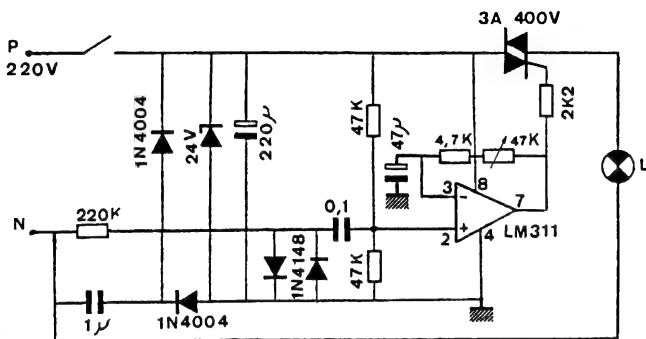 3A 400V
P
220V
2K2
1N4004
24V
220µ
47K
47µ
4,7K
47K
L
3
8
7
N
220K
0,1
2
4
LM311
-
+
1N4148
47K
1µ
1N4004